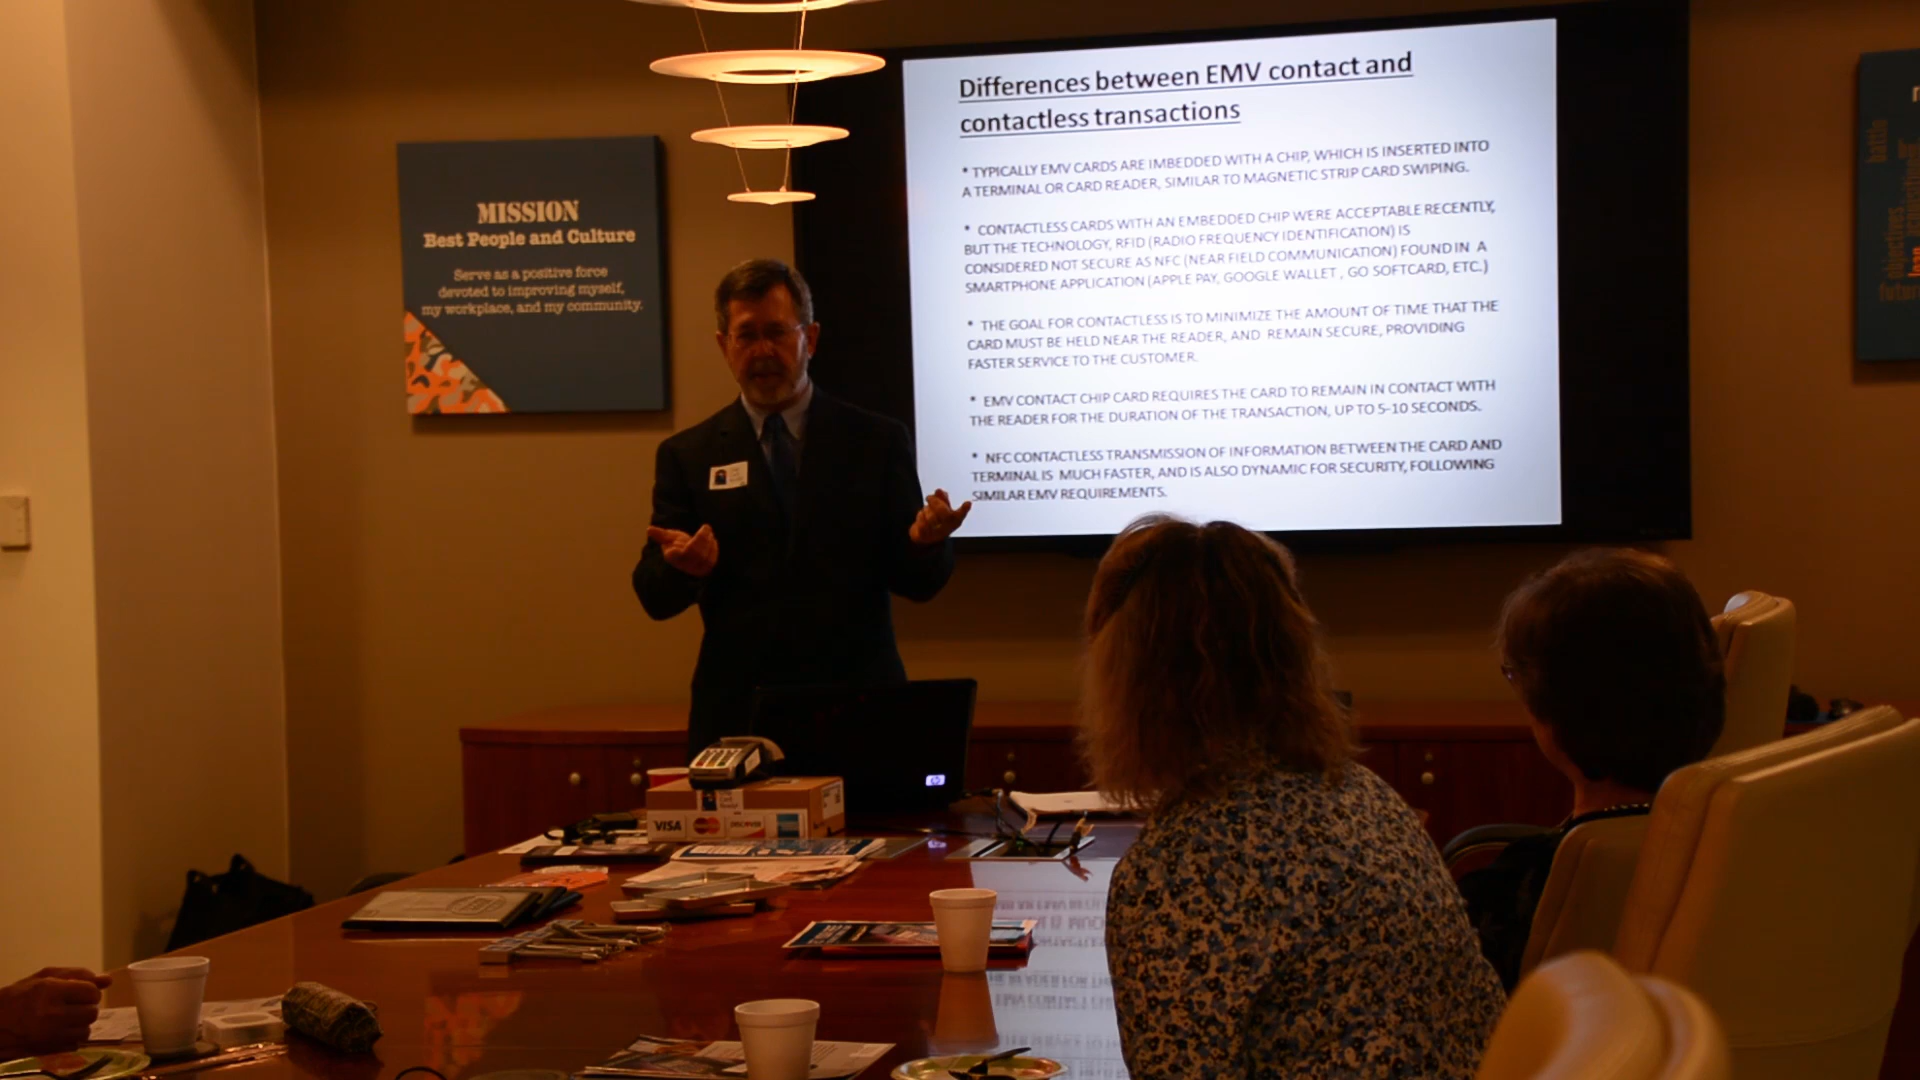 MISSION
Best People and Culture
Serve as a positive force
devoted to improving myself,
my workplace, and my community.
Differences between EMV contact and
contactless transactions
* TYPICALLY EMV CARDS ARE IMBEDDED WITH A CHIP, WHICH IS INSERTED INTO
A TERMINAL OR CARD READER, SIMILAR TO MAGNETIC STRIP CARD SWIPING.
* CONTACTLESS CARDS WITH AN EMBEDDED CHIP WERE ACCEPTABLE RECENTLY,
BUT THE TECHNOLOGY, RFID (RADIO FREQUENCY IDENTIFICATION) IS
CONSIDERED NOT SECURE AS NFC (NEAR FIELD COMMUNICATION) FOUND IN A
SMARTPHONE APPLICATION (APPLE PAY, GOOGLE WALLET , GO SOFTCARD, ETC.)
* THE GOAL FOR CONTACTLESS IS TO MINIMIZE THE AMOUNT OF TIME THAT THE
CARD MUST BE HELD NEAR THE READER, AND REMAIN SECURE, PROVIDING
FASTER SERVICE TO THE CUSTOMER.
* EMV CONTACT CHIP CARD REQUIRES THE CARD TO REMAIN IN CONTACT WITH
THE READER FOR THE DURATION OF THE TRANSACTION, UP TO 5-10 SECONDS.
* NFC CONTACTLESS TRANSMISSION OF INFORMATION BETWEEN THE CARD AND
TERMINAL IS MUCH FASTER, AND IS ALSO DYNAMIC FOR SECURITY, FOLLOWING
SIMILAR EMV REQUIREMENTS.
battle
objectives
hp
VISA
DISCOVER